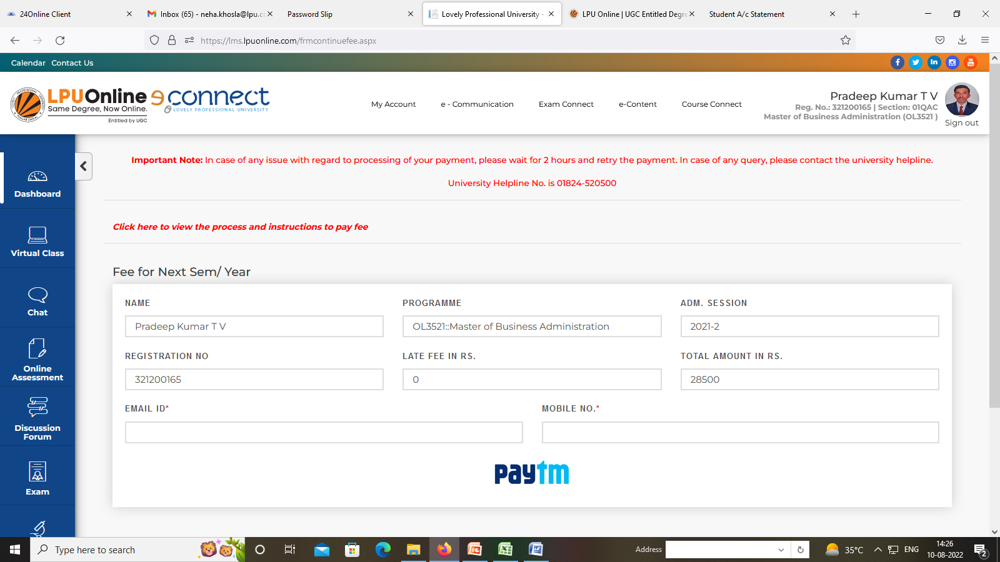 24Online Client
Inbox (65) - neha.khosla@lpu.c
Password Slip
Lovely Professional University -
LPU Online | UGC Entitled Degre
Student A/c Statement
https://lms.lpuonline.com/frmcontinuefee.aspx
Calendar Contact Us
LPUOnline
Same Degree, Now Online.
Entitled by UGC
econnect
LOVELY PROFESSIONAL UNIVERSITY
My Account
e - Communication
Exam Connect
e-Content
Course Connect
Pradeep Kumar T V
Reg. No.: 321200165 | Section: 01QAC
Master of Business Administration (OL3521 )
Sign out
Important Note: In case of any issue with regard to processing of your payment, please wait for 2 hours and retry the payment. In case of any query, please contact the university helpline.
University Helpline No. is 01824-520500
Click here to view the process and instructions to pay fee
Dashboard
Virtual Class
Chat
Online
Assessment
Discussion
Forum
Exam
Fee for Next Sem/ Year
NAME
PROGRAMME
ADM. SESSION
Pradeep Kumar T V
OL3521::Master of Business Administration
2021-2
REGISTRATION NO
LATE FEE IN RS.
TOTAL AMOUNT IN RS.
321200165
0
28500
EMAIL ID*
MOBILE NO.*
paytm
Type here to search
Address
35°C
ENG
14:26
10-08-2022
2